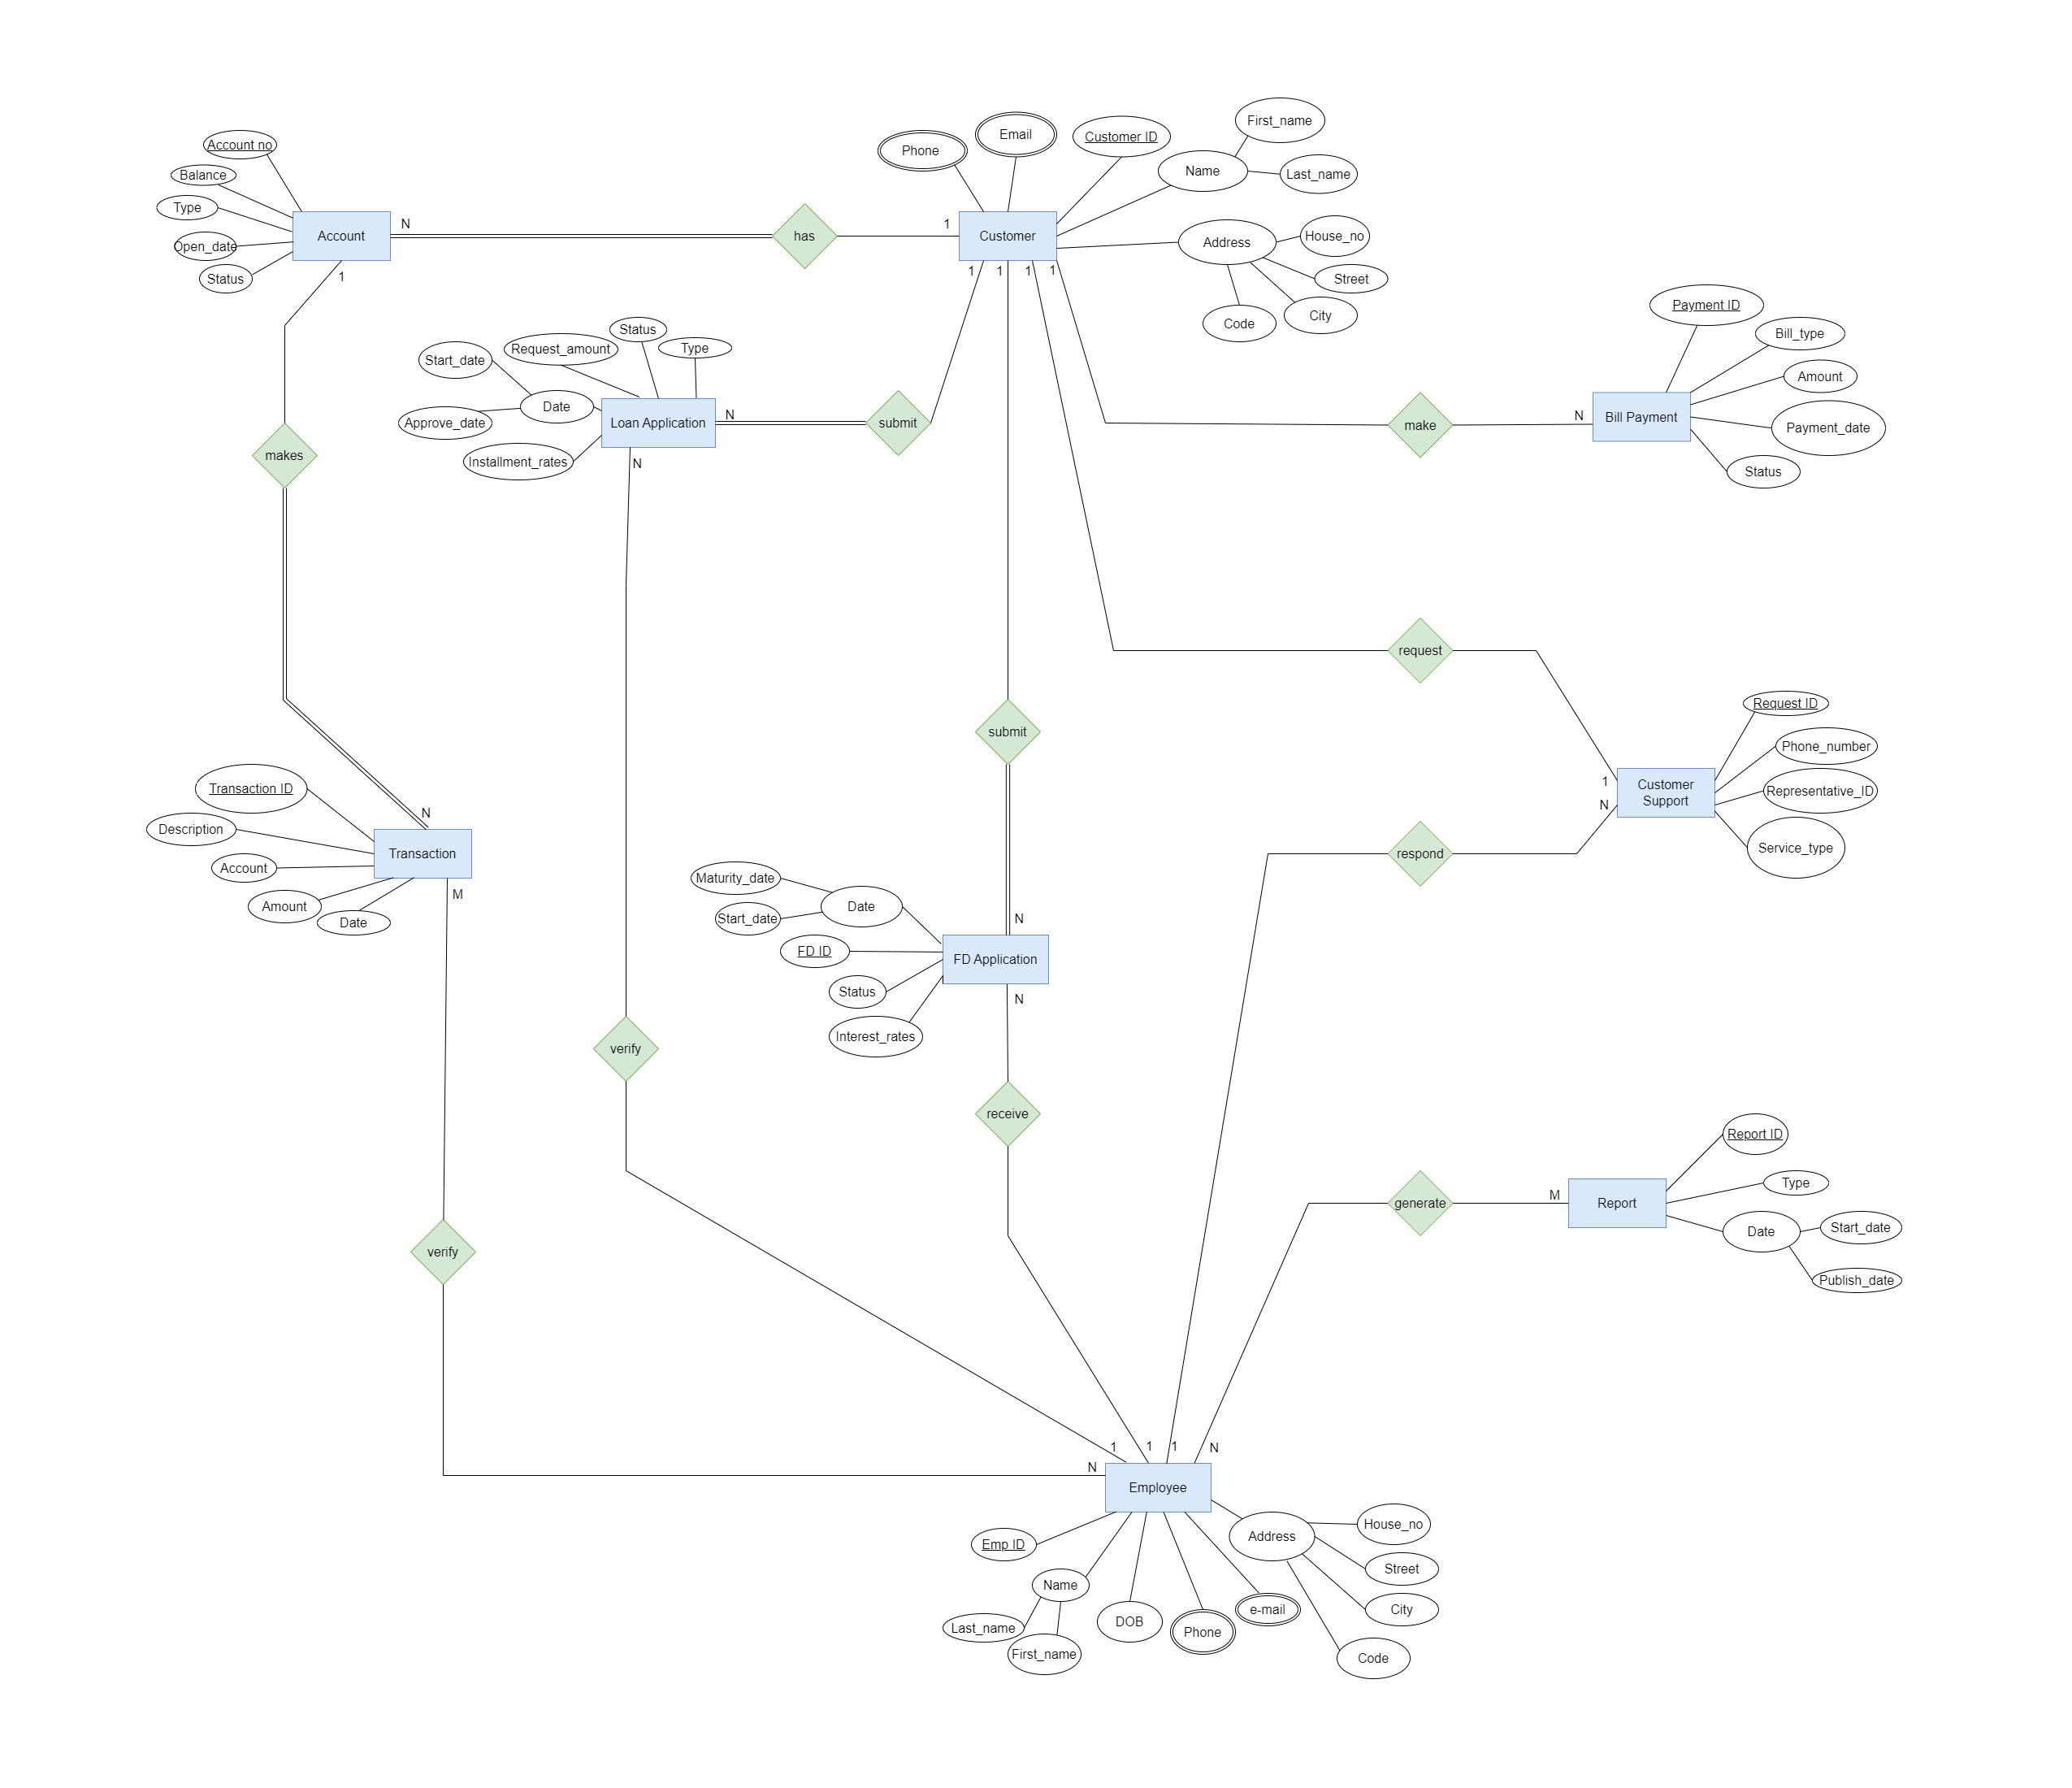 First_name
Email
Customer ID
Account no
Phone
Name
Last_name
Balance
Type
Open_date
Status
Account
N
has
1
Customer
Address
House_no
Street
City
Code
1
1
1
1
1
Payment ID
Bill_type
Amount
Payment_date
Status
Bill Payment
N
make
Status
Request_amount
Type
Start_date
Date
Approve_date
Installment_rates
Loan Application
N
submit
N
makes
request
Request ID
Phone_number
Representative_ID
Service_type
Customer
Support
1
N
submit
respond
Transaction ID
Description
Account
Amount
Date
N
Transaction
M
Maturity_date
Start_date
Date
FD ID
Status
Interest_rates
N
FD Application
N
verify
receive
Report ID
Type
Date
Start_date
Publish_date
Report
M
generate
verify
1
1
1
N
N
Employee
Emp ID
Name
Last_name
First_name
DOB
Phone
e-mail
Address
House_no
Street
City
Code